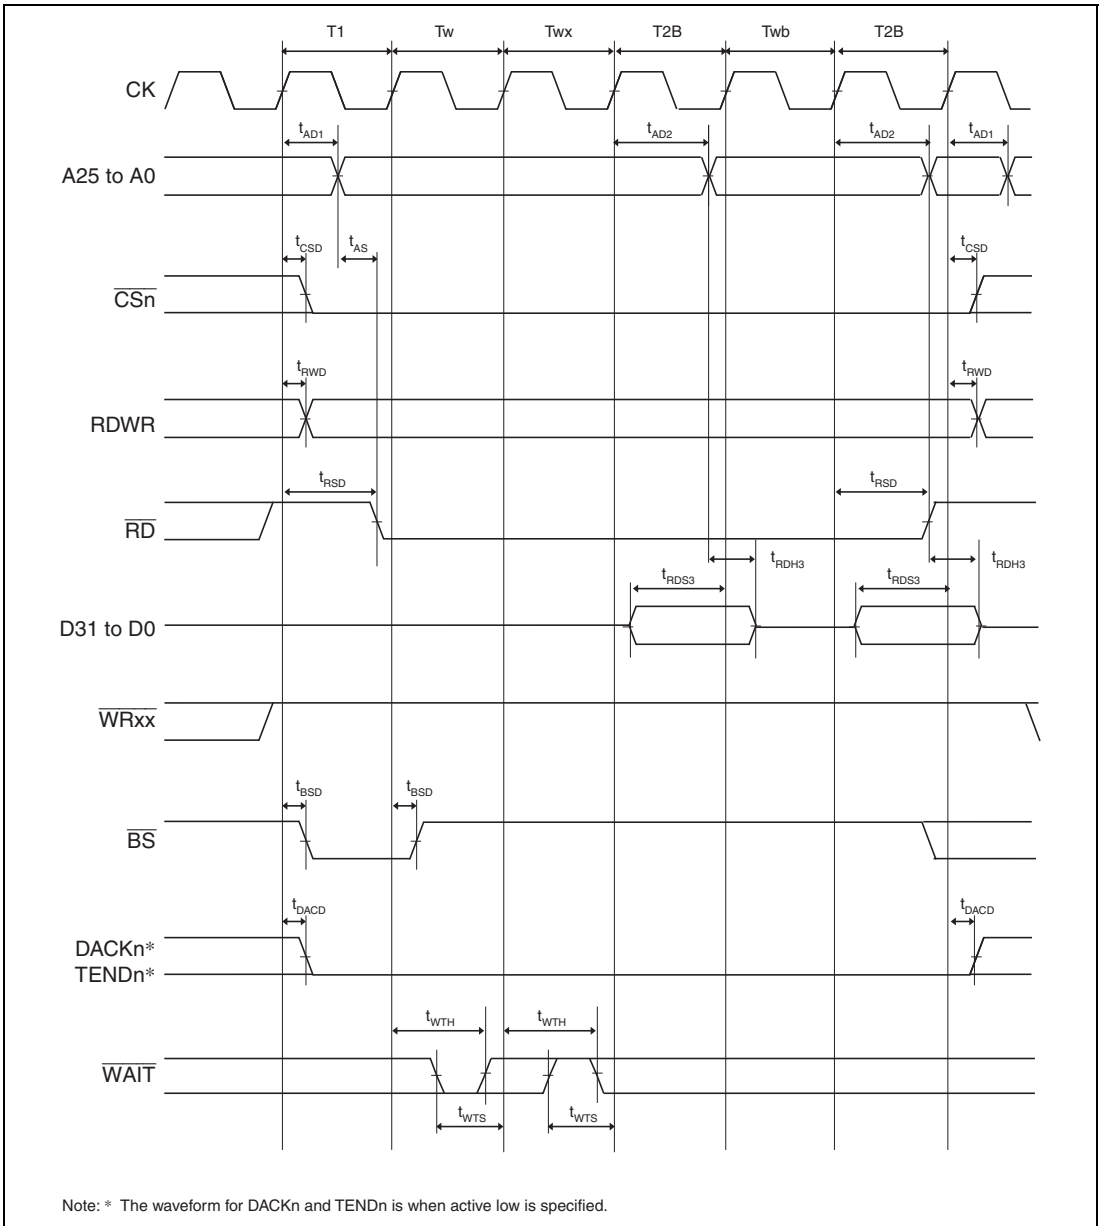 T1 Tw Twx T2B Twb T2B
CK
tAD1 tAD2 tAD2 tAD1
A25 to A0
tCSD tAS tCSD
CSn
tRWD tRWD
RDWR
tRSD tRSD
RD
tRDH3 tRDH3
tRDS3 tRDS3
D31 to D0
WRxx
tBSD tBSD
BS
tDACD tDACD
DACKn*
TENDn*
tWTH tWTH
WAIT
tWTS tWTS
Note: * The waveform for DACKn and TENDn is when active low is specified.